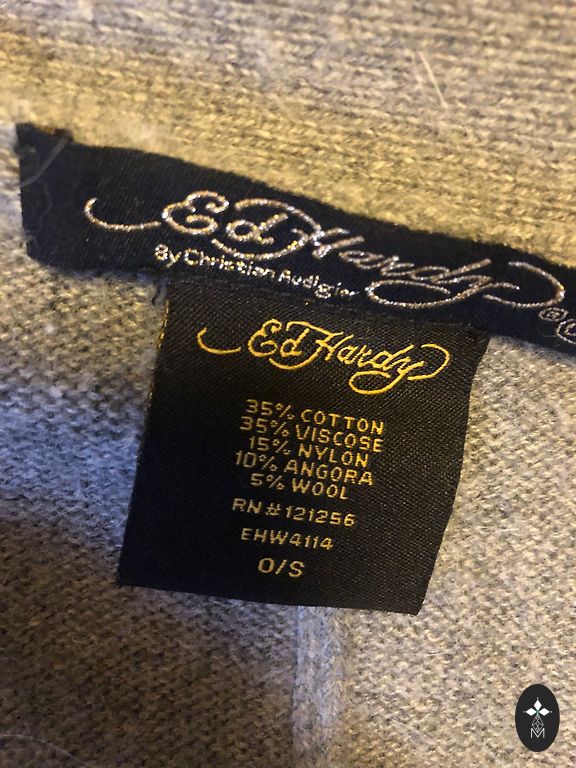 Ed Hardy
By Christian Audigier
®
Ed Hardy
35% COTTON
35% VISCOSE
15% NYLON
10% ANGORA
5% WOOL
RN # 121256
EHW4114
O/S
M